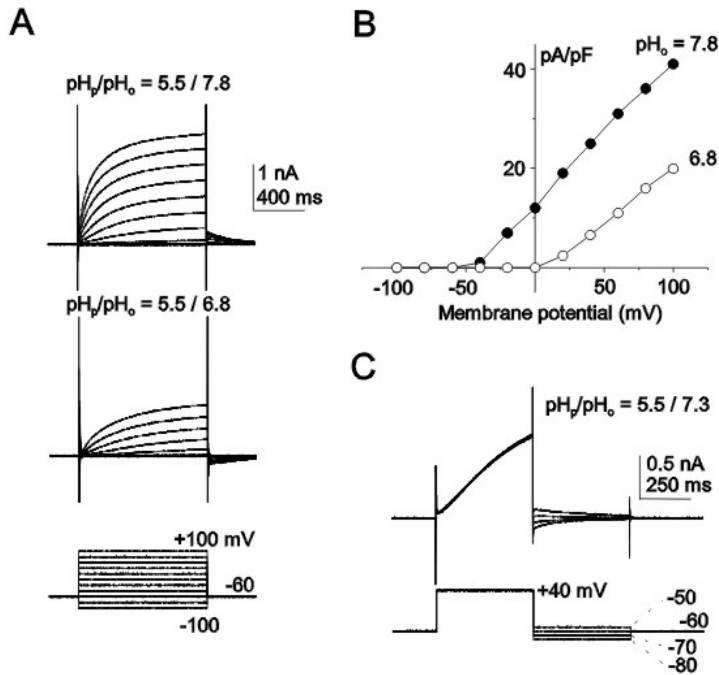 A
pHp/pHo = 5.5 / 7.8
1 nA
400 ms
pHp/pHo = 5.5 / 6.8
+100 mV
-60
-100
B
pA/pF
pHo = 7.8
40
6.8
20
-100
-50
50
100
Membrane potential (mV)
C
pHp/pHo = 5.5 / 7.3
0.5 nA
250 ms
+40 mV
-50
-60
-70
-80